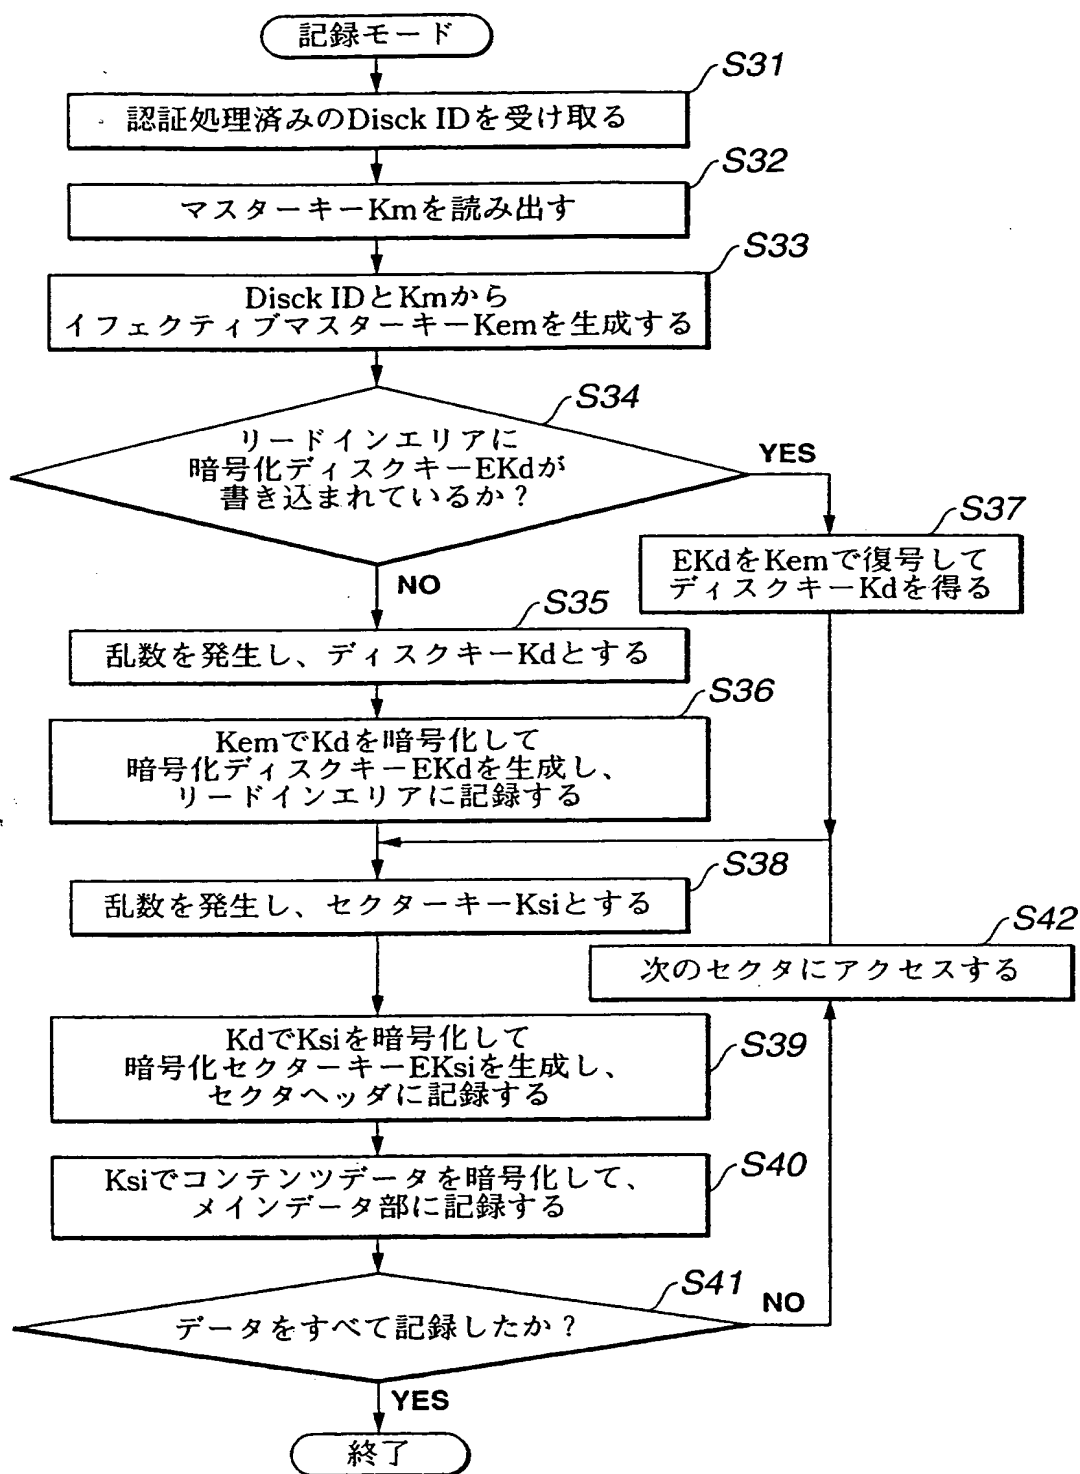 記録モード
S31
認証処理済みのDisck IDを受け取る
S32
マスターキーKmを読み出す
S33
Disck IDとKmから
イフェクティブマスターキーKemを生成する
S34
リードインエリアに
暗号化ディスクキーEKdが
書き込まれているか?
YES
S37
EKdをKemで復号して
ディスクキーKdを得る
NO
S35
乱数を発生し、ディスクキーKdとする
S36
KemでKdを暗号化して
暗号化ディスクキーEKdを生成し、
リードインエリアに記録する
S38
乱数を発生し、セクターキーKsiとする
S42
次のセクタにアクセスする
KdでKsiを暗号化して
暗号化セクターキーEKsiを生成し、
セクタヘッダに記録する
S39
Ksiでコンテンツデータを暗号化して、
メインデータ部に記録する
S40
S41
データをすべて記録したか?
NO
YES
終了